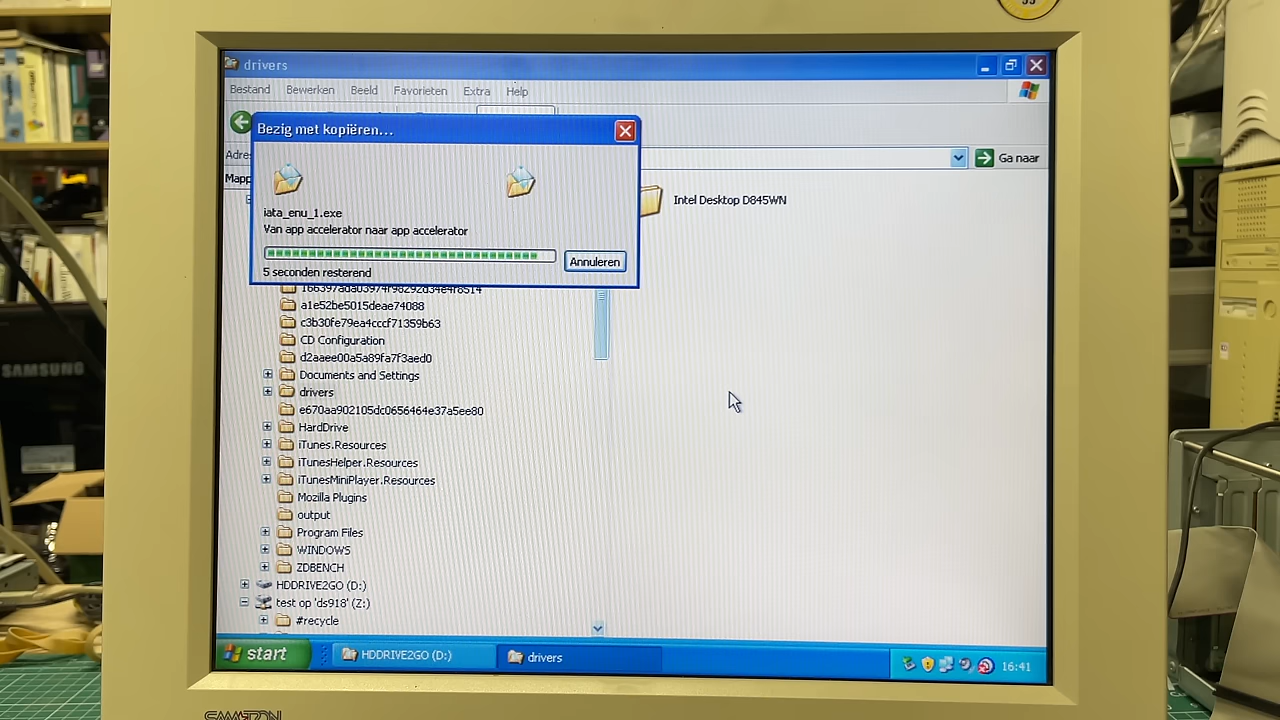 drivers
Bestand Bewerken Beeld Favorieten Extra Help
Bezig met kopiëren...
Ga naar
iata_enu_1.exe
Van app accelerator naar app accelerator
Annuleren
5 seconden resterend
Intel Desktop D845WN
a1e52be5015deae74088
c3b30fe79ea4cccf71359b63
CD Configuration
d2aaee00a5a89fa7f3aed0
Documents and Settings
drivers
e670aa902105dc0656464e37a5ee80
HardDrive
iTunes.Resources
iTunesHelper.Resources
iTunesMiniPlayer.Resources
Mozilla Plugins
output
Program Files
WINDOWS
ZDBENCH
HDDRIVE2GO (D:)
test op 'ds918' (Z:)
#recycle
start HDDRIVE2GO (D:) drivers 16:41
SAMSUNG
SAMTRON